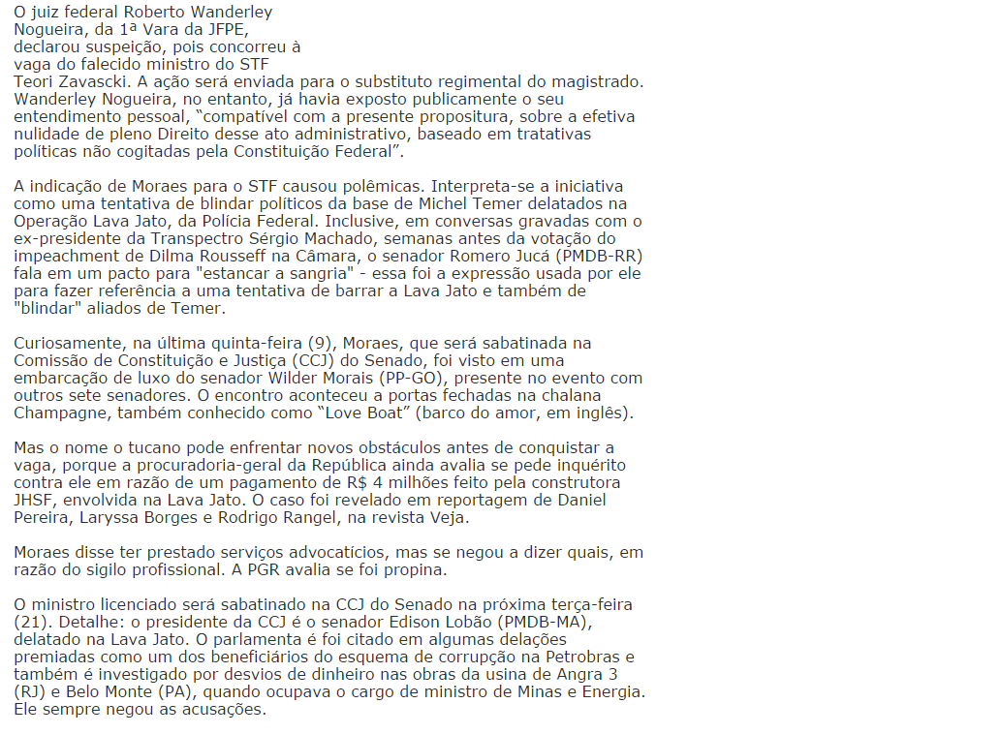 O juiz federal Roberto Wanderley
Nogueira, da 1ª Vara da JFPE,
declarou suspeição, pois concorreu à
vaga do falecido ministro do STF
Teori Zavascki. A ação será enviada para o substituto regimental do magistrado.
Wanderley Nogueira, no entanto, já havia exposto publicamente o seu
entendimento pessoal, “compatível com a presente propositura, sobre a efetiva
nulidade de pleno Direito desse ato administrativo, baseado em tratativas
políticas não cogitadas pela Constituição Federal”.
A indicação de Moraes para o STF causou polêmicas. Interpreta-se a iniciativa
como uma tentativa de blindar políticos da base de Michel Temer delatados na
Operação Lava Jato, da Polícia Federal. Inclusive, em conversas gravadas com o
ex-presidente da Transpectro Sérgio Machado, semanas antes da votação do
impeachment de Dilma Rousseff na Câmara, o senador Romero Jucá (PMDB-RR)
fala em um pacto para "estancar a sangria" - essa foi a expressão usada por ele
para fazer referência a uma tentativa de barrar a Lava Jato e também de
"blindar" aliados de Temer.
Curiosamente, na última quinta-feira (9), Moraes, que será sabatinada na
Comissão de Constituição e Justiça (CCJ) do Senado, foi visto em uma
embarcação de luxo do senador Wilder Morais (PP-GO), presente no evento com
outros sete senadores. O encontro aconteceu a portas fechadas na chalana
Champagne, também conhecido como “Love Boat” (barco do amor, em inglês).
Mas o nome o tucano pode enfrentar novos obstáculos antes de conquistar a
vaga, porque a procuradoria-geral da República ainda avalia se pede inquérito
contra ele em razão de um pagamento de R$ 4 milhões feito pela construtora
JHSF, envolvida na Lava Jato. O caso foi revelado em reportagem de Daniel
Pereira, Laryssa Borges e Rodrigo Rangel, na revista Veja.
Moraes disse ter prestado serviços advocatícios, mas se negou a dizer quais, em
razão do sigilo profissional. A PGR avalia se foi propina.
O ministro licenciado será sabatinado na CCJ do Senado na próxima terça-feira
(21). Detalhe: o presidente da CCJ é o senador Edison Lobão (PMDB-MA),
delatado na Lava Jato. O parlamenta é foi citado em algumas delações
premiadas como um dos beneficiários do esquema de corrupção na Petrobras e
também é investigado por desvios de dinheiro nas obras da usina de Angra 3
(RJ) e Belo Monte (PA), quando ocupava o cargo de ministro de Minas e Energia.
Ele sempre negou as acusações.